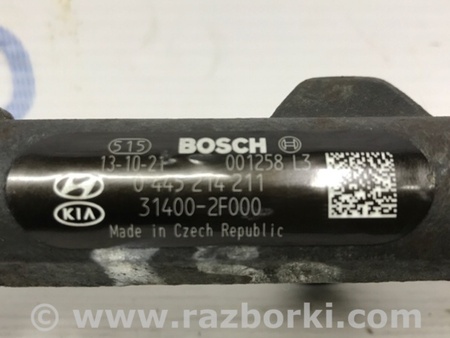 515 BOSCH
13-10-21 001258 L3
0 445 214 211
KIA 31400-2F000
Made in Czech Republic
© www.razborki.com